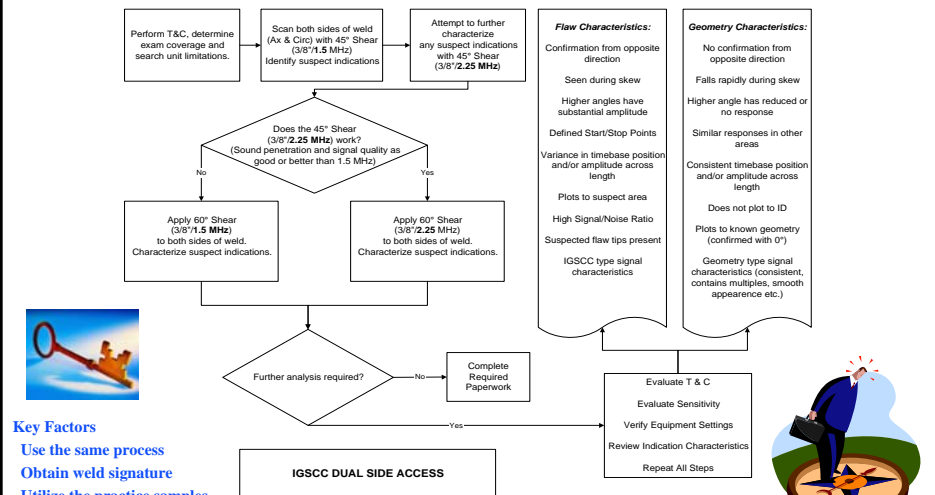 Perform T&C, determine
exam coverage and
search unit limitations.
Scan both sides of weld
(Ax & Circ) with 45° Shear
(3/8"/1.5 MHz)
Identify suspect indications
Attempt to further
characterize
any suspect indications
with 45° Shear
(3/8"/2.25 MHz)
Does the 45° Shear
(3/8"/2.25 MHz) work?
(Sound penetration and signal quality as
good or better than 1.5 MHz)
No
Yes
Apply 60° Shear
(3/8"/1.5 MHz)
to both sides of weld.
Characterize suspect indications.
Apply 60° Shear
(3/8"/2.25 MHz)
to both sides of weld.
Characterize suspect indications.
Further analysis required?
No
Complete
Required
Paperwork
Yes
Evaluate T & C
Evaluate Sensitivity
Verify Equipment Settings
Review Indication Characteristics
Repeat All Steps
Flaw Characteristics:
Confirmation from opposite
direction
Seen during skew
Higher angles have
substantial amplitude
Defined Start/Stop Points
Variance in timebase position
and/or amplitude across
length
Plots to suspect area
High Signal/Noise Ratio
Suspected flaw tips present
IGSCC type signal
characteristics
Geometry Characteristics:
No confirmation from
opposite direction
Falls rapidly during skew
Higher angle has reduced or
no response
Similar responses in other
areas
Consistent timebase position
and/or amplitude across
length
Does not plot to ID
Plots to known geometry
(confirmed with 0°)
Geometry type signal
characteristics (consistent,
contains multiples, smooth
appearence etc.)
Key Factors
Use the same process
Obtain weld signature
Utilize the practice samples
IGSCC DUAL SIDE ACCESS